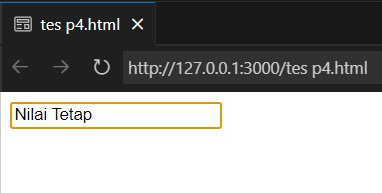 tes p4.html
http://127.0.0.1:3000/tes p4.html
Nilai Tetap